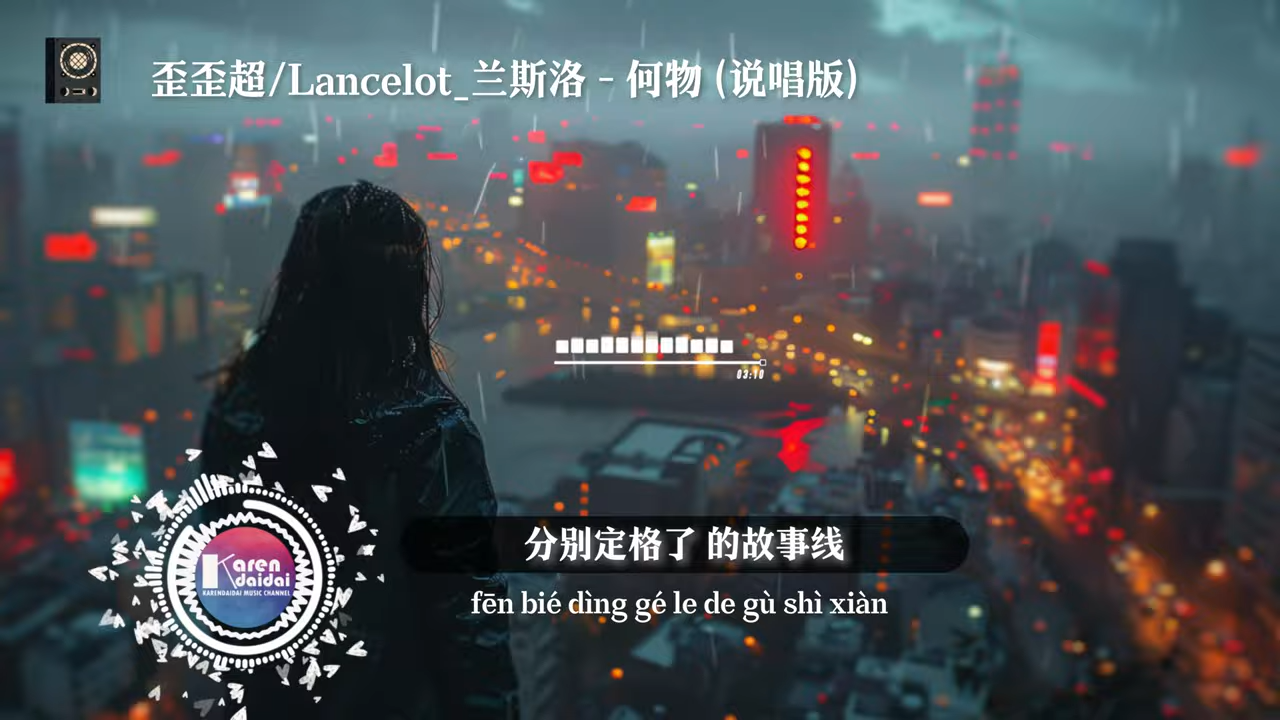 歪歪超/Lancelot_兰斯洛 - 何物 (说唱版)
03:10
分别定格了 的故事线
fēn bié dìng gé le de gù shì xiàn
Karen
daidai
KARENDAIDAI MUSIC CHANNEL